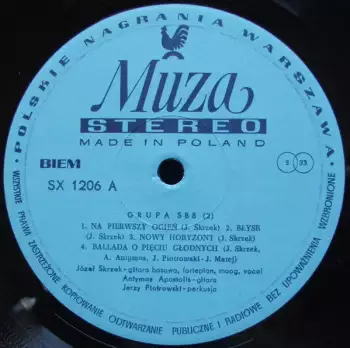 POLSKIE NAGRANIA WARSZAWA
Muza
STEREO
MADE IN POLAND
BIEM
SX 1206 A
S 33
GRUPA SBB (2)
1. NA PIERWSZY OGIEŃ (J. Skrzek) 2. BŁYSK
(J. Skrzek) 3. NOWY HORYZONT (J. Skrzek)
4. BALLADA O PIĘCIU GŁODNYCH (J. Skrzek,
A. Antymos, J. Piotrowski - J. Matej)
Józef Skrzek-gitara basowa, fortepian, moog, vocal
Antymos Apostolis-gitara
Jerzy Piotrowski-perkusja
WSZYSTKIE PRAWA ZASTRZEŻONE KOPIOWANIE ODTWARZANIE PUBLICZNE I RADIOWE BEZ UPOWAŻNIENIA WZBRONIONE